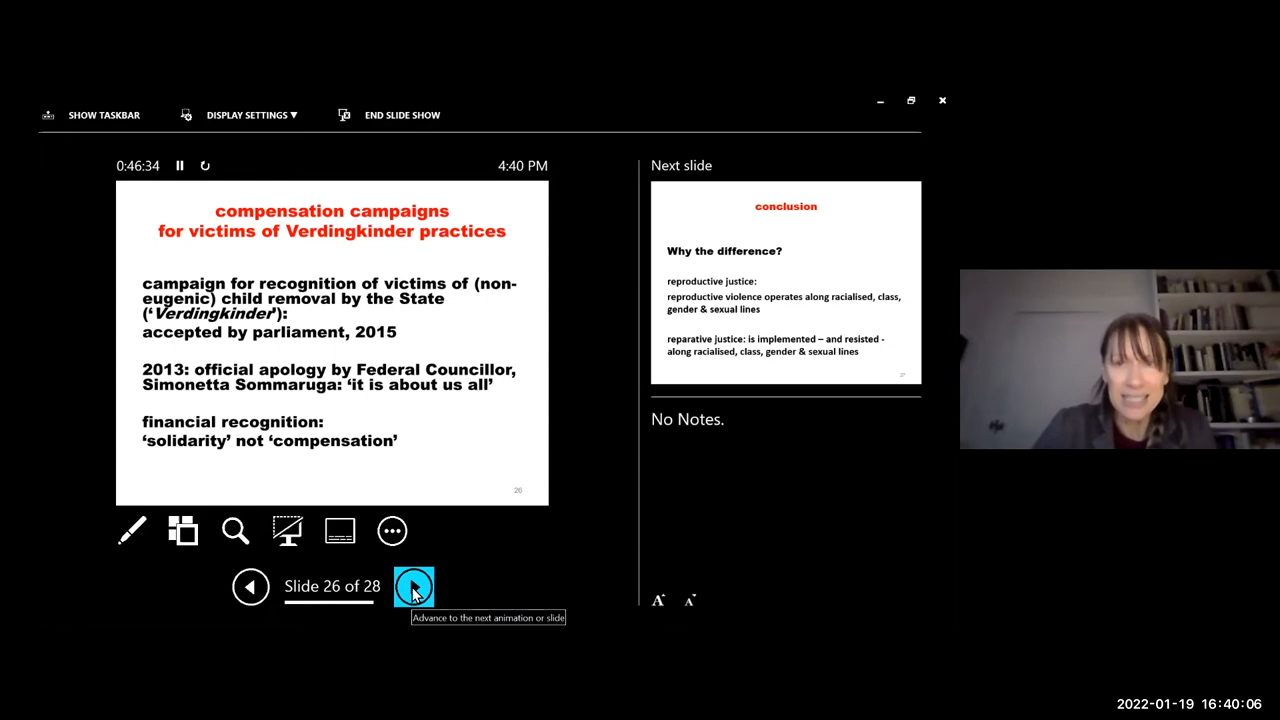 SHOW TASKBAR
DISPLAY SETTINGS ▼
END SLIDE SHOW
0:46:34
4:40 PM
compensation campaigns
for victims of Verdingkinder practices
campaign for recognition of victims of (non-
eugenic) child removal by the State
(‘Verdingkinder’):
accepted by parliament, 2015
2013: official apology by Federal Councillor,
Simonetta Sommaruga: ‘it is about us all’
financial recognition:
‘solidarity’ not ‘compensation’
26
Slide 26 of 28
Advance to the next animation or slide
Next slide
conclusion
Why the difference?
reproductive justice:
reproductive violence operates along racialised, class,
gender & sexual lines
reparative justice: is implemented – and resisted -
along racialised, class, gender & sexual lines
27
No Notes.
A A
2022-01-19 16:40:06